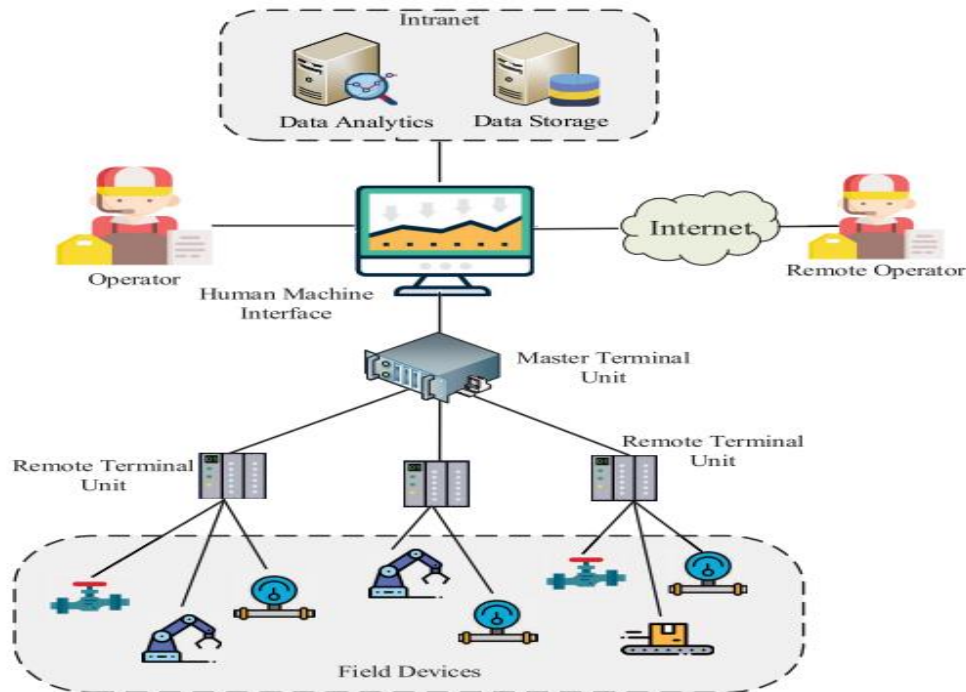 Intranet
Data Analytics
Data Storage
Internet
Operator
Remote Operator
Human Machine
Interface
Master Terminal
Unit
Remote Terminal
Unit
Remote Terminal
Unit
Field Devices